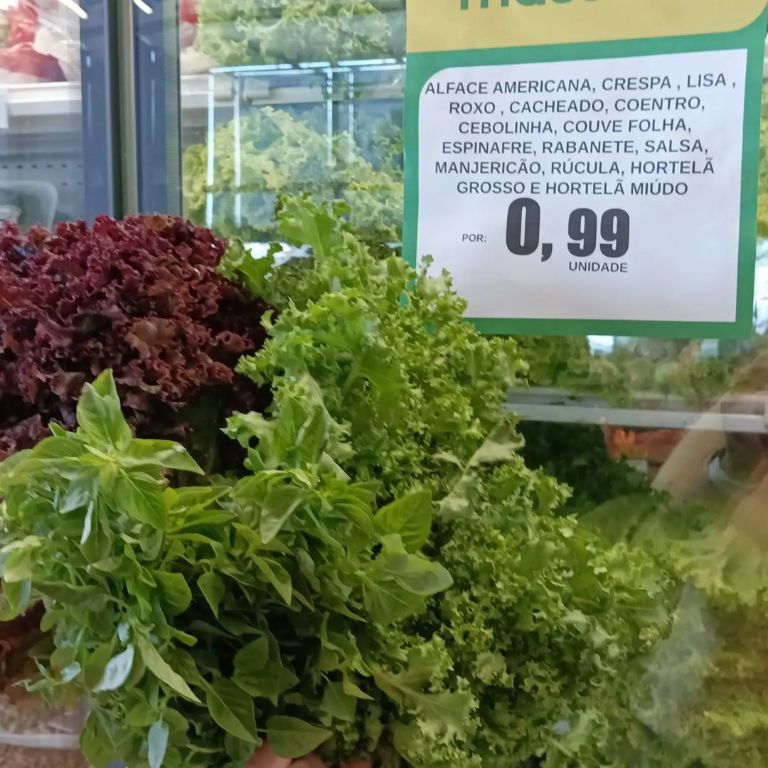 ALFACE AMERICANA, CRESPA , LISA ,
ROXO , CACHEADO, COENTRO,
CEBOLINHA, COUVE FOLHA,
ESPINAFRE, RABANETE, SALSA,
MANJERICÃO, RÚCULA, HORTELÃ
GROSSO E HORTELÃ MIÚDO
POR: 0, 99
UNIDADE